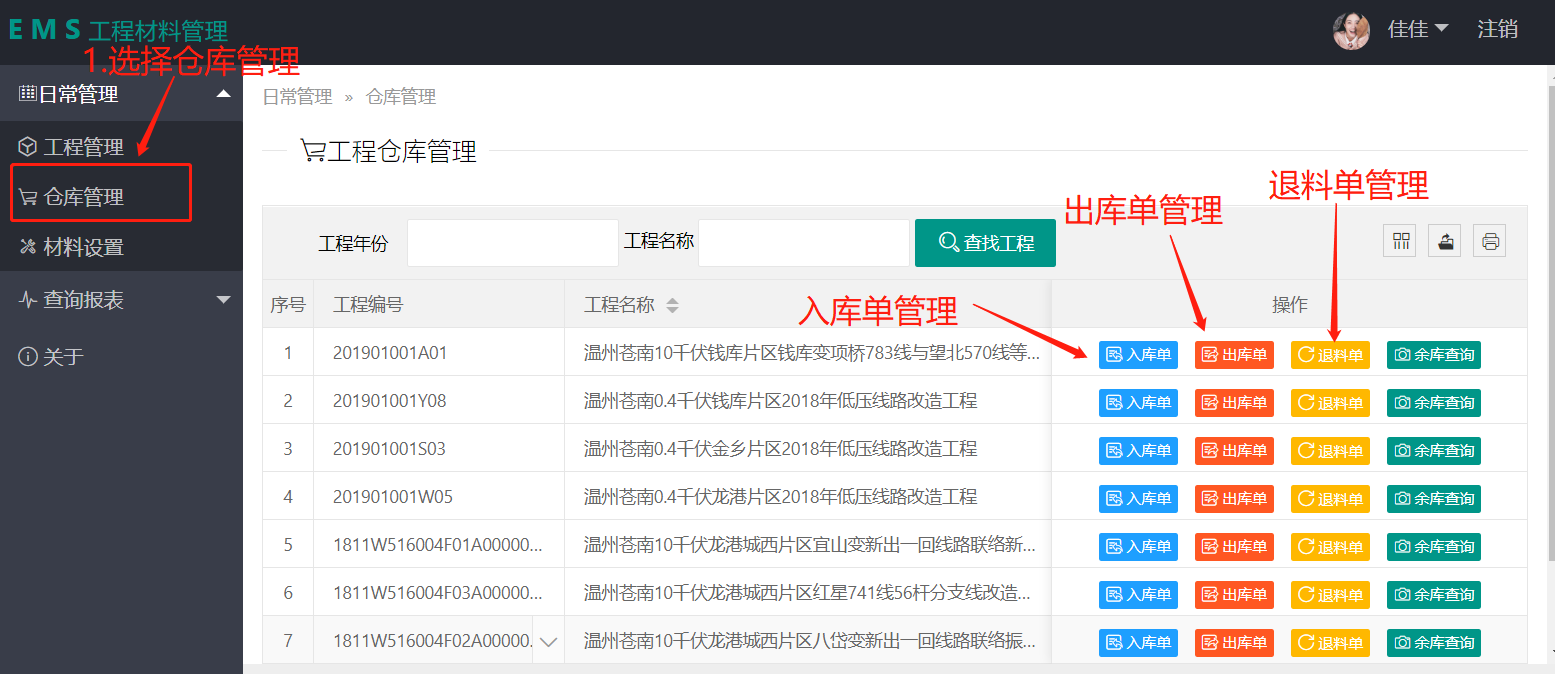 EMS 工程材料管理
佳佳
注销
1.选择仓库管理
日常管理
工程管理
仓库管理
材料设置
查询报表
关于
日常管理 » 仓库管理
工程仓库管理
退料单管理
出库单管理
工程年份
工程名称
查找工程
入库单管理
序号 工程编号 工程名称 操作
1 201901001A01 温州苍南10千伏钱库片区钱库变项桥783线与望北570线等... 入库单 出库单 退料单 余库查询
2 201901001Y08 温州苍南0.4千伏钱库片区2018年低压线路改造工程 入库单 出库单 退料单 余库查询
3 201901001S03 温州苍南0.4千伏金乡片区2018年低压线路改造工程 入库单 出库单 退料单 余库查询
4 201901001W05 温州苍南0.4千伏龙港片区2018年低压线路改造工程 入库单 出库单 退料单 余库查询
5 1811W516004F01A00000... 温州苍南10千伏龙港城西片区宜山变新出一回线路联络新... 入库单 出库单 退料单 余库查询
6 1811W516004F03A00000... 温州苍南10千伏龙港城西片区红星741线56杆分支线改造... 入库单 出库单 退料单 余库查询
7 1811W516004F02A00000. 温州苍南10千伏龙港城西片区八岱变新出一回线路联络振... 入库单 出库单 退料单 余库查询